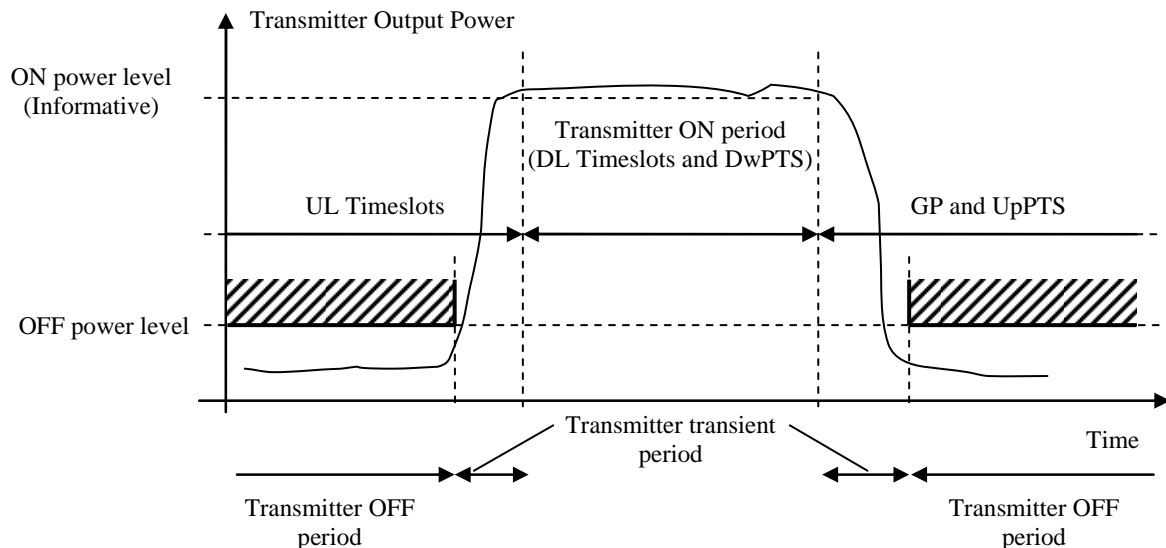 Transmitter Output Power
ON power level
(Informative)
Transmitter ON period
(DL Timeslots and DwPTS)
UL Timeslots
GP and UpPTS
OFF power level
Transmitter transient
period
Time
Transmitter OFF
period
Transmitter OFF
period